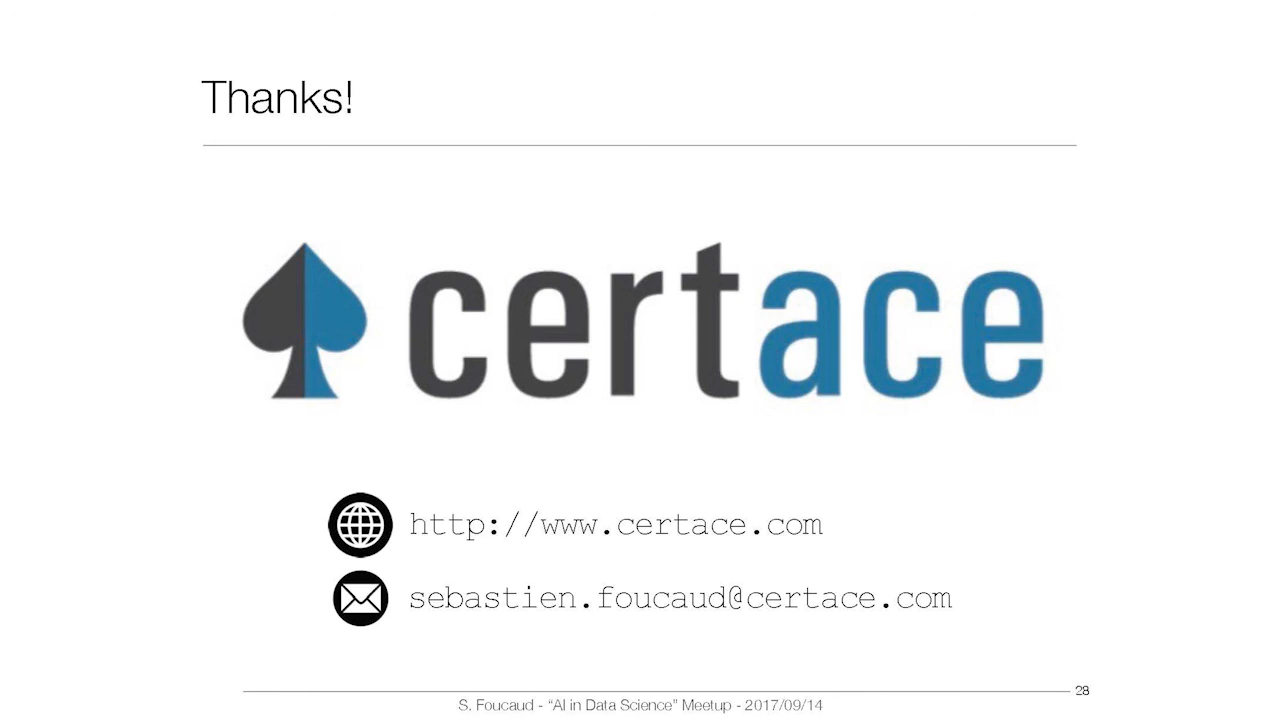 Thanks!
certace
http://www.certace.com
sebastien.foucaud@certace.com
28
S. Foucaud - “AI in Data Science” Meetup - 2017/09/14